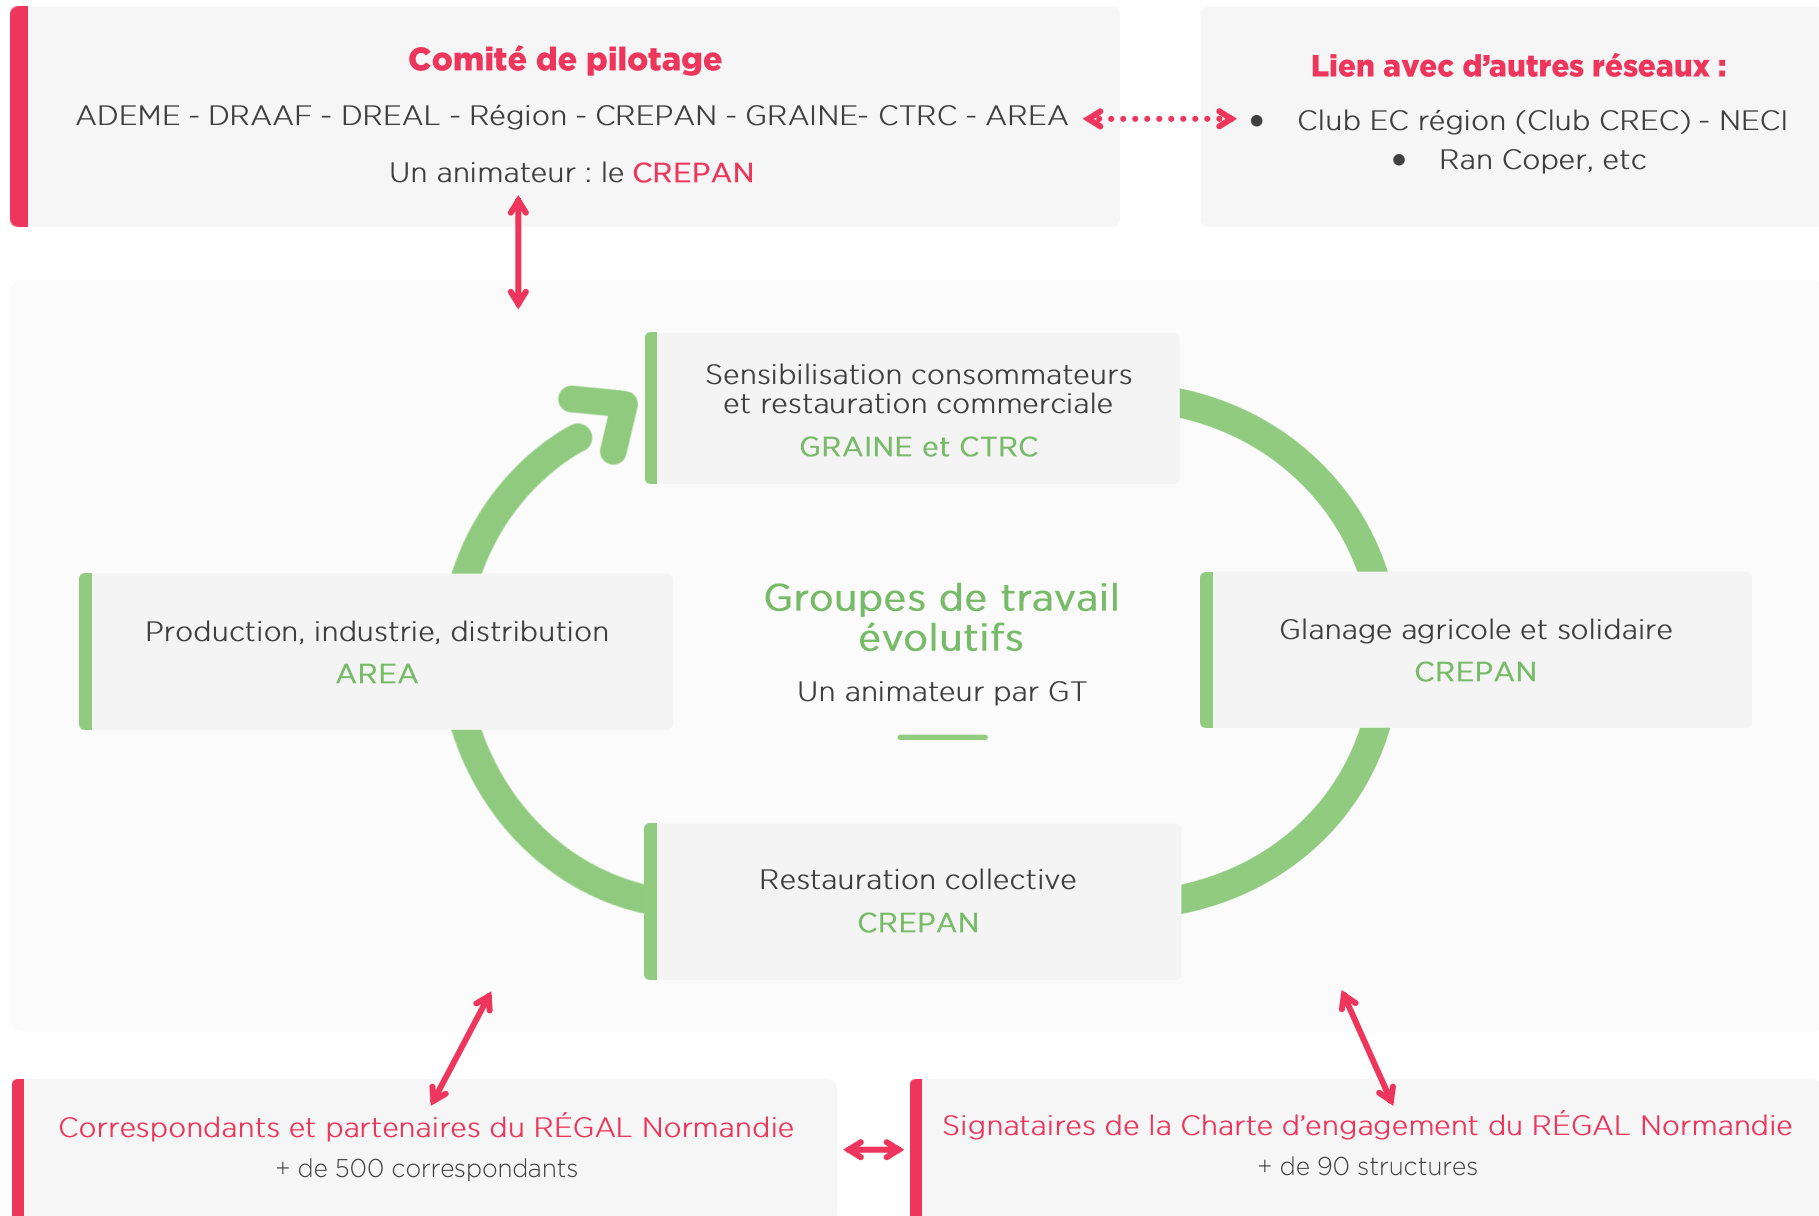 Comité de pilotage
ADEME - DRAAF - DREAL - Région - CREPAN - GRAINE- CTRC - AREA
Un animateur : le CREPAN
Lien avec d'autres réseaux :
● Club EC région (Club CREC) - NECI
● Ran Coper, etc
Sensibilisation consommateurs
et restauration commerciale
GRAINE et CTRC
Production, industrie, distribution
AREA
Groupes de travail
évolutifs
Un animateur par GT
Glanage agricole et solidaire
CREPAN
Restauration collective
CREPAN
Correspondants et partenaires du RÉGAL Normandie
+ de 500 correspondants
Signataires de la Charte d'engagement du RÉGAL Normandie
+ de 90 structures